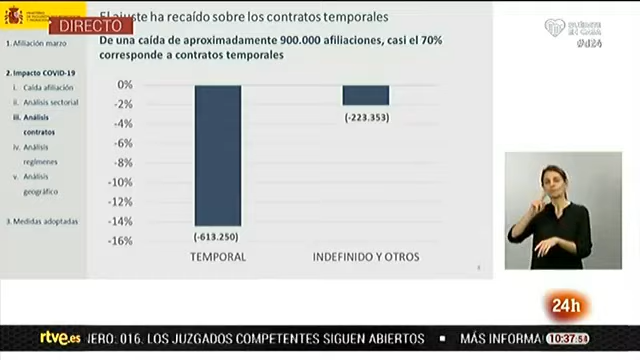 DIRECTO
El ajuste ha recaído sobre los contratos temporales
De una caída de aproximadamente 900.000 afiliaciones, casi el 70%
corresponde a contratos temporales
1. Afiliación marzo
2. Impacto COVID-19
i. Caída afiliación
ii. Análisis sectorial
iii. Análisis
contratos
iv. Análisis
regímenes
v. Análisis
geográfico
3. Medidas adoptadas
0%
-2%
-4%
-6%
-8%
-10%
-12%
-14%
-16%
(-223.353)
(-613.250)
TEMPORAL
INDEFINIDO Y OTROS
#d24
24h
rtve.es
NERO: 016. LOS JUZGADOS COMPETENTES SIGUEN ABIERTOS
MÁS INFORMA
10:37:54